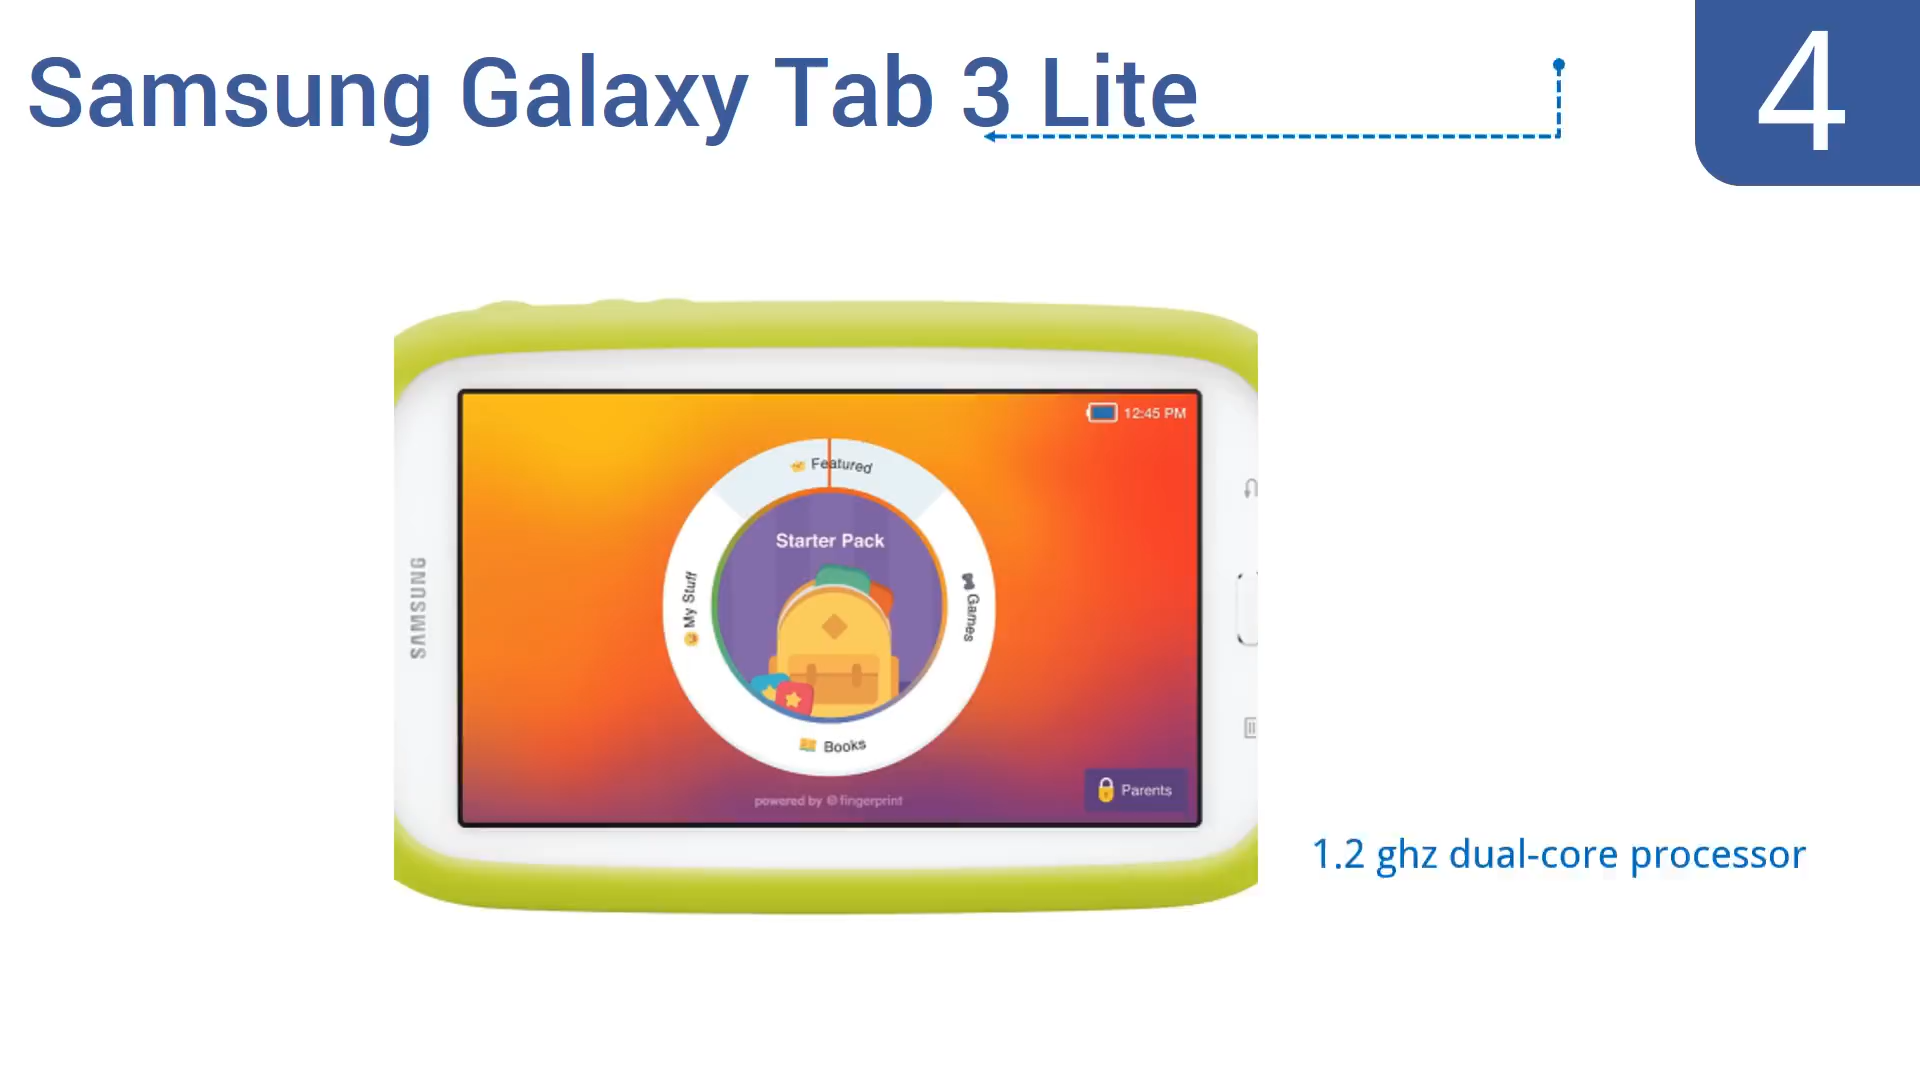 Samsung Galaxy Tab 3 Lite
4
12:45 PM
Featured
Starter Pack
My Stuff
Games
SAMSUNG
Books
Parents
powered by fingerprint
1.2 ghz dual-core processor